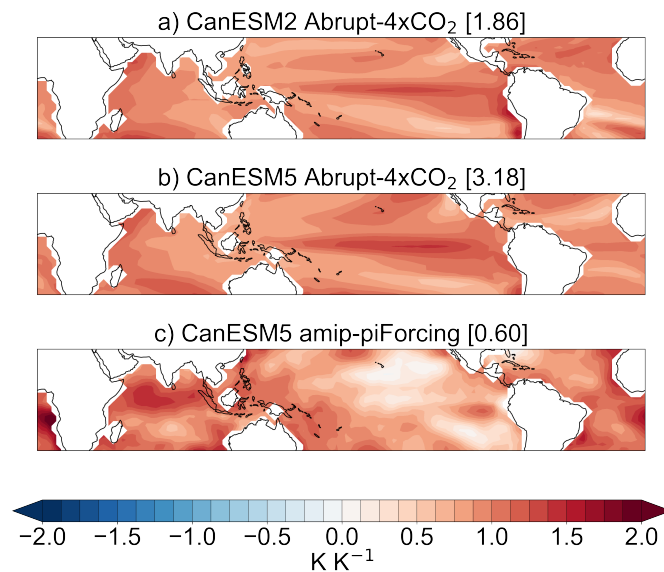 a) CanESM2 Abrupt-4xCO₂ [1.86]
b) CanESM5 Abrupt-4xCO₂ [3.18]
c) CanESM5 amip-piForcing [0.60]
−2.0 −1.5 −1.0 −0.5 0.0 0.5 1.0 1.5 2.0
K K⁻¹